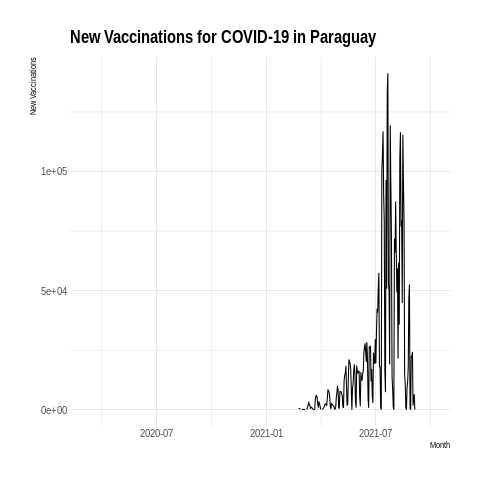 New Vaccinations for COVID-19 in Paraguay
New Vaccinations
1e+05
5e+04
0e+00
2020-07 2021-01 2021-07
Month